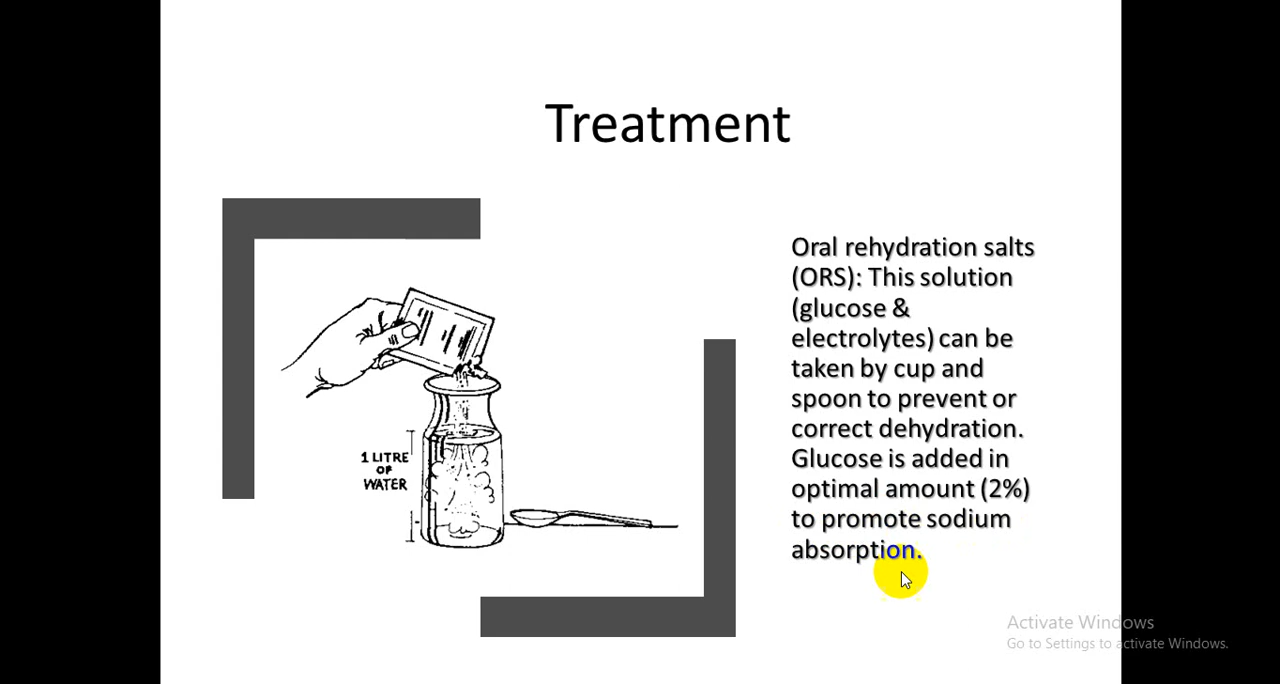 Treatment
1 LITRE
OF
WATER
Oral rehydration salts
(ORS): This solution
(glucose &
electrolytes) can be
taken by cup and
spoon to prevent or
correct dehydration.
Glucose is added in
optimal amount (2%)
to promote sodium
absorption.
Activate Windows
Go to Settings to activate Windows.